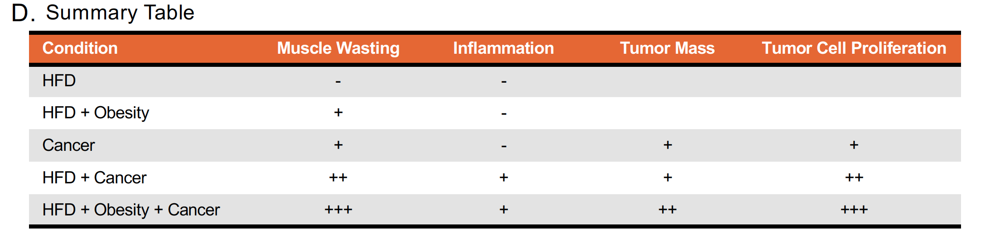 D. Summary Table
Condition Muscle Wasting Inflammation Tumor Mass Tumor Cell Proliferation
HFD - -
HFD + Obesity + -
Cancer + - + +
HFD + Cancer ++ + + ++
HFD + Obesity + Cancer +++ + ++ +++